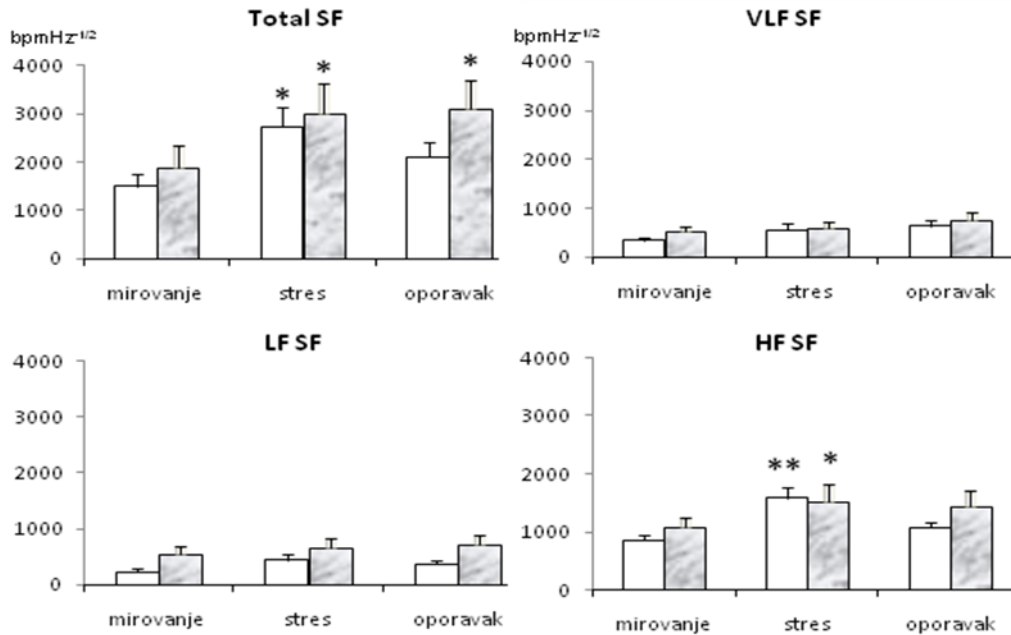 Total SF
bpmHz⁻¹/²
4000
3000
2000
1000
0
* * *
mirovanje stres oporavak
VLF SF
bpmHz⁻¹/²
4000
3000
2000
1000
0
mirovanje stres oporavak
LF SF
4000
3000
2000
1000
0
mirovanje stres oporavak
HF SF
4000
3000
2000
1000
0
** *
mirovanje stres oporavak